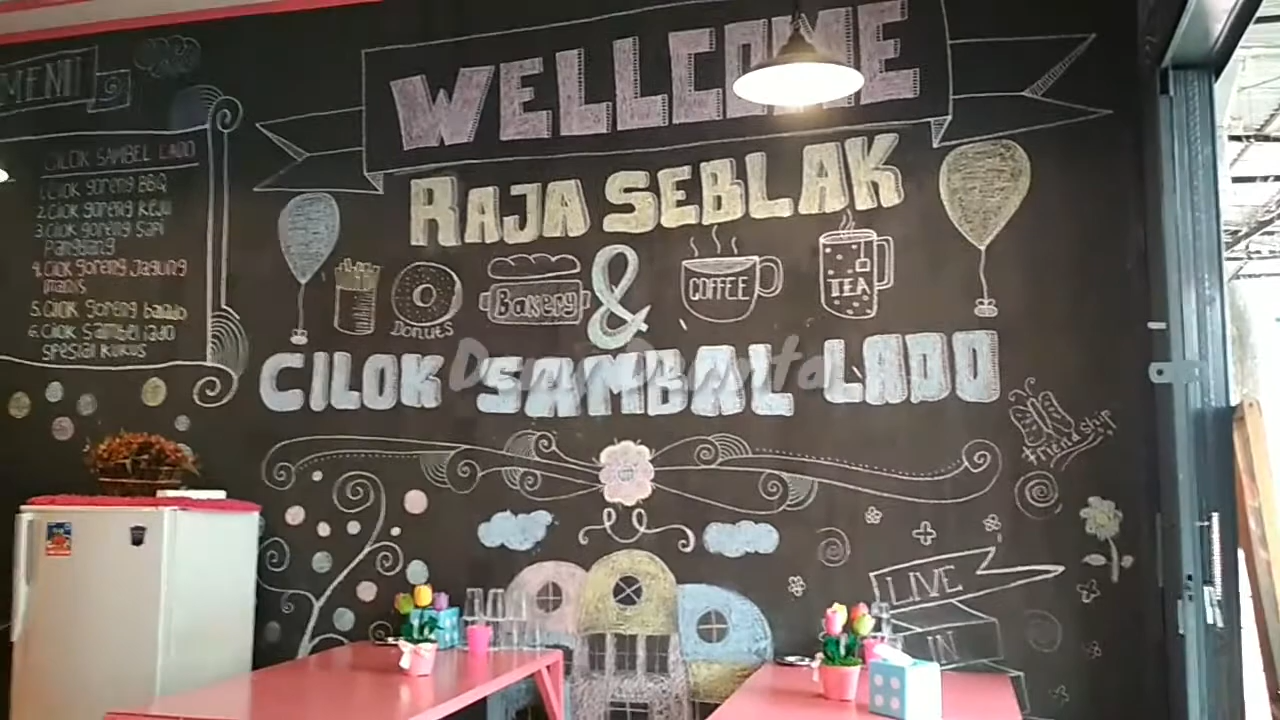 MENU
CILOK SAMBEL LADO
1. Cilok goreng BBQ
2. Cilok goreng keju
3. Cilok goreng sapi
panggang
4. Cilok goreng Jagung
manis
5. Cilok goreng balado
6. Cilok sambel lado
spesial kukus
WELLCOME
RAJA SEBLAK
&
Donuts
Bakery
COFFEE
TEA
CILOK SAMBAL LADO
friend ship
LIVE
IN